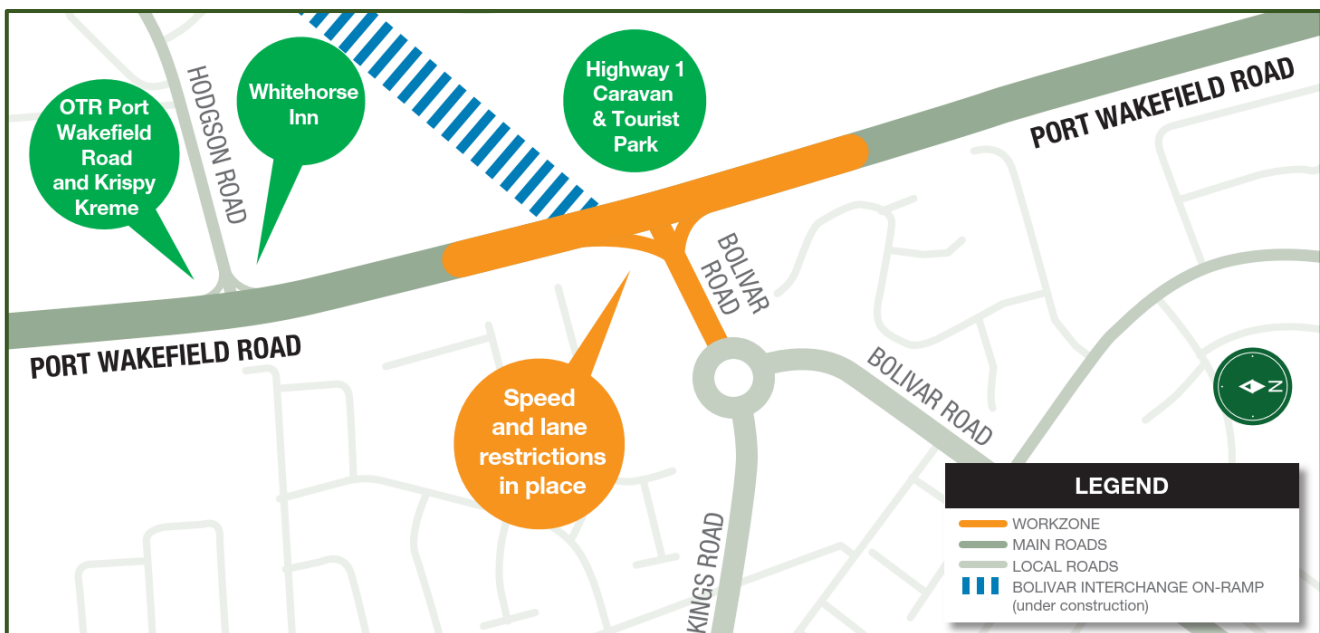 OTR Port
Wakefield
Road
and Krispy
Kreme
HODGSON ROAD
Whitehorse
Inn
Highway 1
Caravan
& Tourist
Park
PORT WAKEFIELD ROAD
PORT WAKEFIELD ROAD
BOLIVAR
ROAD
Speed
and lane
restrictions
in place
BOLIVAR ROAD
KINGS ROAD
N
LEGEND
WORKZONE
MAIN ROADS
LOCAL ROADS
BOLIVAR INTERCHANGE ON-RAMP
(under construction)